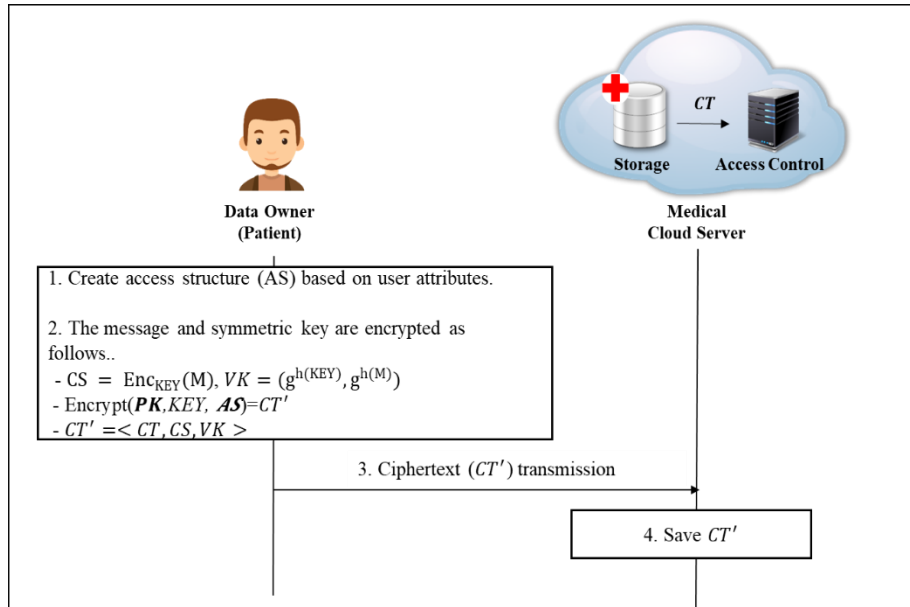 CT
Storage
Access Control
Data Owner
(Patient)
Medical
Cloud Server
1. Create access structure (AS) based on user attributes.
2. The message and symmetric key are encrypted as
follows..
- CS = Enc_KEY(M), VK = (g^h(KEY), g^h(M))
- Encrypt(PK,KEY, AS)=CT′
- CT′ =< CT, CS, VK >
3. Ciphertext (CT′) transmission
4. Save CT′